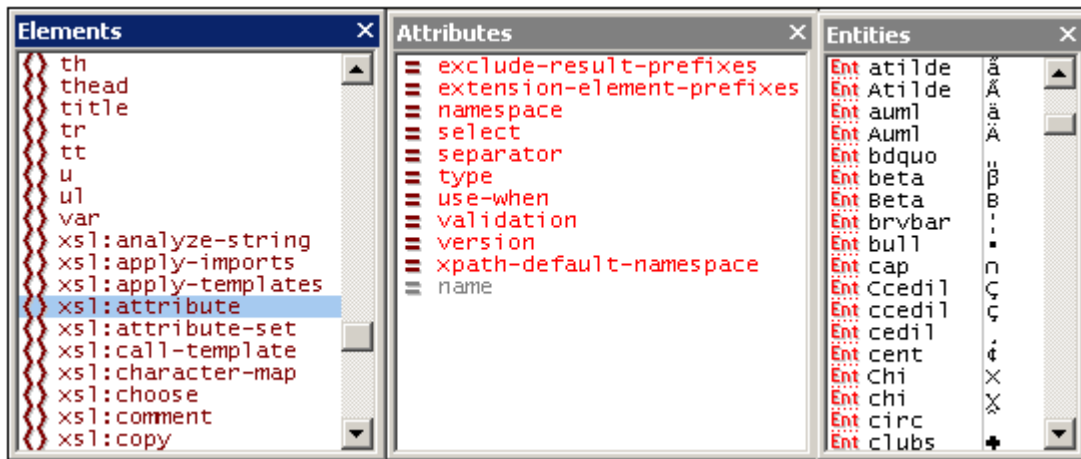 Elements
th
thead
title
tr
tt
u
ul
var
xsl:analyze-string
xsl:apply-imports
xsl:apply-templates
xsl:attribute
xsl:attribute-set
xsl:call-template
xsl:character-map
xsl:choose
xsl:comment
xsl:copy
Attributes
= exclude-result-prefixes
= extension-element-prefixes
= namespace
= select
= separator
= type
= use-when
= validation
= version
= xpath-default-namespace
= name
Entities
Ent atilde ã
Ent Atilde Ã
Ent auml ä
Ent Auml Ä
Ent bdquo „
Ent beta β
Ent Beta Β
Ent brvbar ¦
Ent bull •
Ent cap ∩
Ent Ccedil Ç
Ent ccedil ç
Ent cedil ¸
Ent cent ¢
Ent Chi Χ
Ent chi χ
Ent circ ˆ
Ent clubs ♣